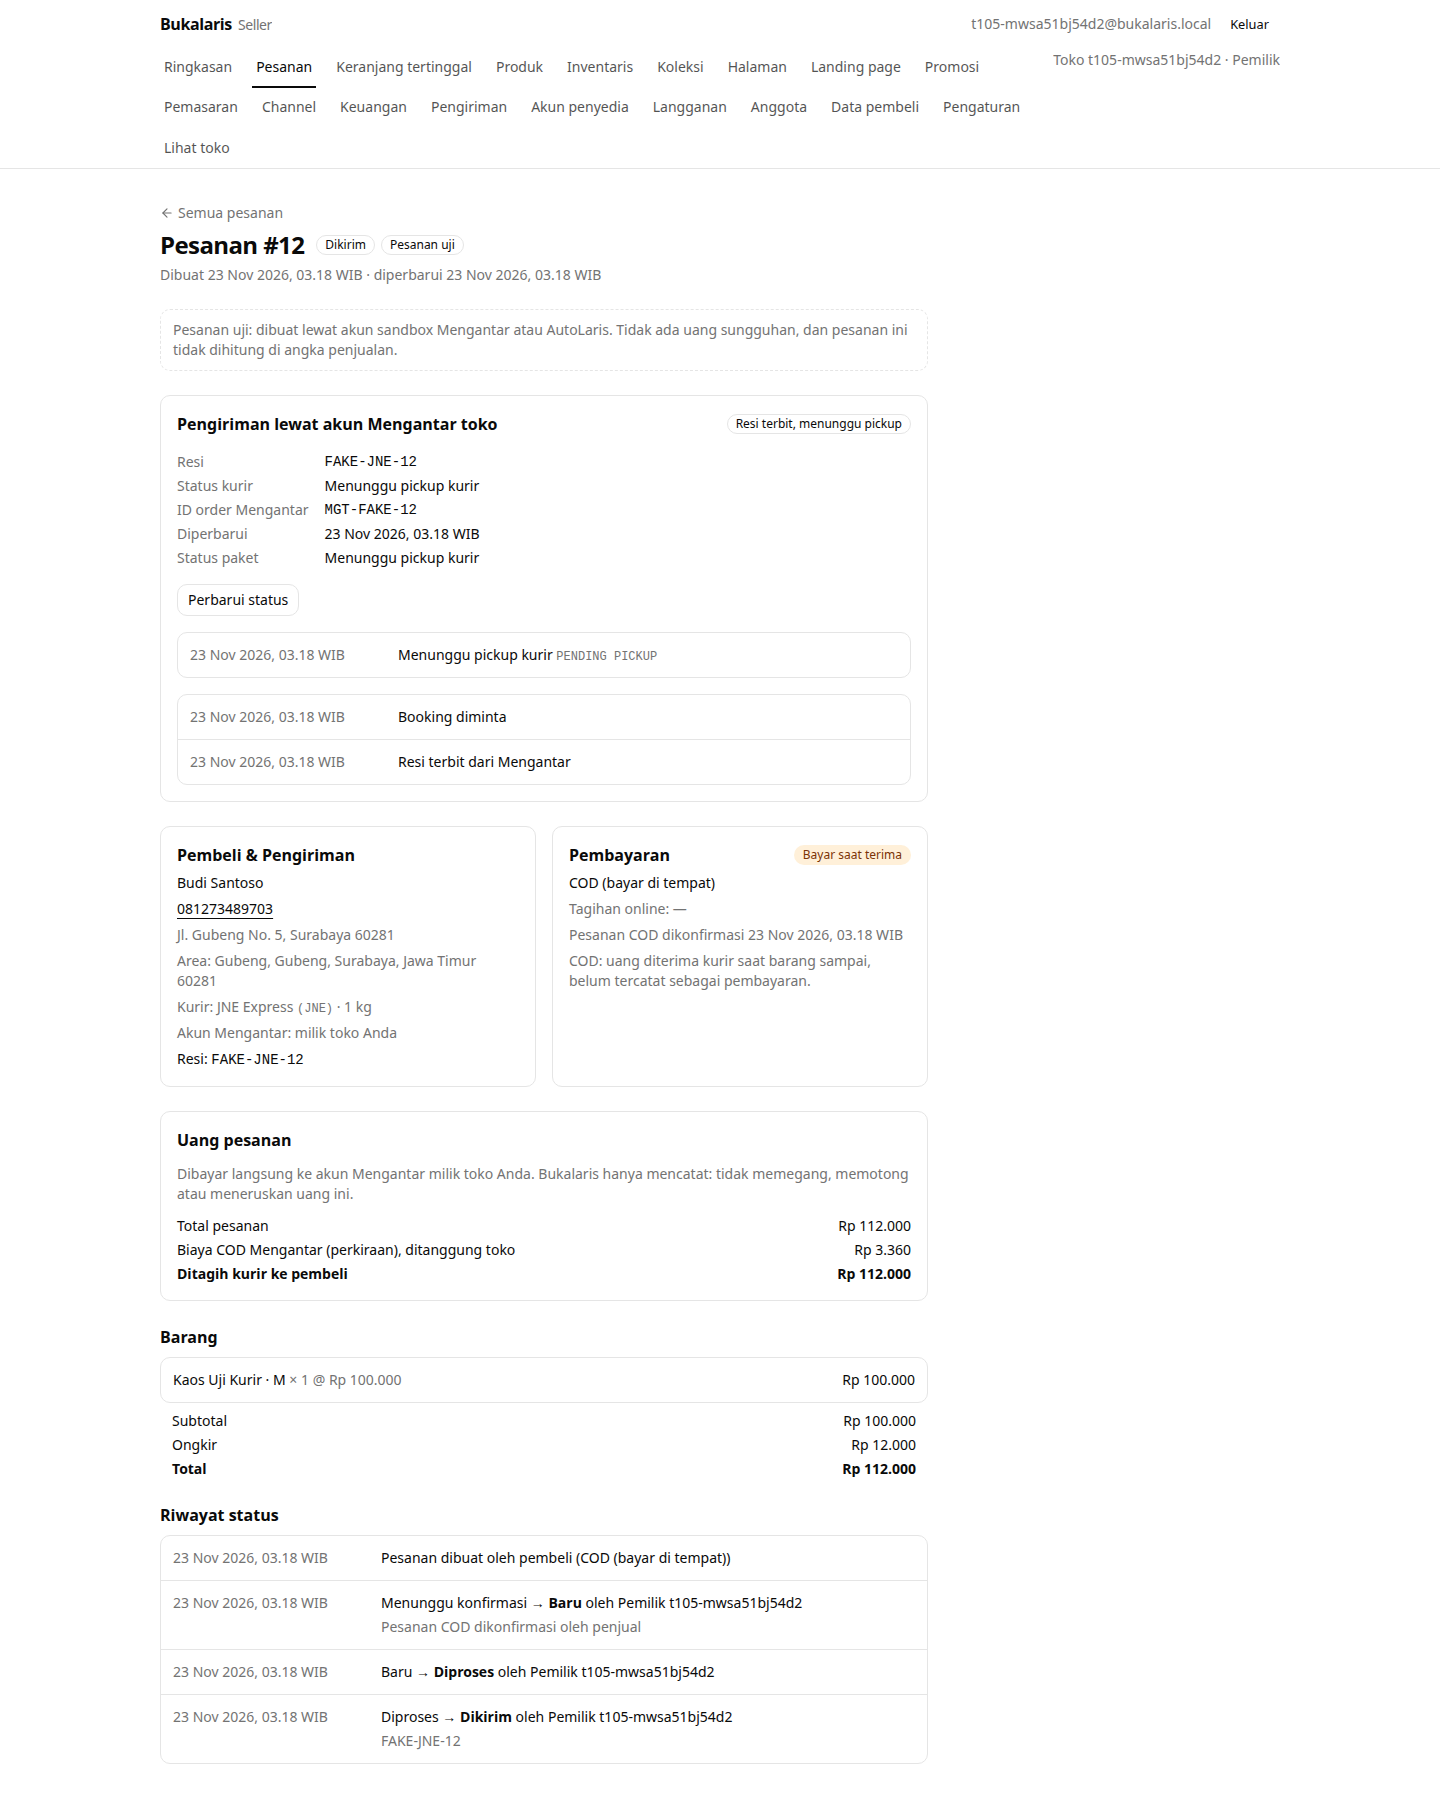 Bukalaris Seller
t105-mwsa51bj54d2@bukalaris.local Keluar
Ringkasan Pesanan Keranjang tertinggal Produk Inventaris Koleksi Halaman Landing page Promosi
Toko t105-mwsa51bj54d2 · Pemilik
Pemasaran Channel Keuangan Pengiriman Akun penyedia Langganan Anggota Data pembeli Pengaturan
Lihat toko
← Semua pesanan
Pesanan #12 Dikirim Pesanan uji
Dibuat 23 Nov 2026, 03.18 WIB · diperbarui 23 Nov 2026, 03.18 WIB
Pesanan uji: dibuat lewat akun sandbox Mengantar atau AutoLaris. Tidak ada uang sungguhan, dan pesanan ini
tidak dihitung di angka penjualan.
Pengiriman lewat akun Mengantar toko
Resi terbit, menunggu pickup
Resi FAKE-JNE-12
Status kurir Menunggu pickup kurir
ID order Mengantar MGT-FAKE-12
Diperbarui 23 Nov 2026, 03.18 WIB
Status paket Menunggu pickup kurir
Perbarui status
23 Nov 2026, 03.18 WIB Menunggu pickup kurir PENDING PICKUP
23 Nov 2026, 03.18 WIB Booking diminta
23 Nov 2026, 03.18 WIB Resi terbit dari Mengantar
Pembeli & Pengiriman
Budi Santoso
081273489703
Jl. Gubeng No. 5, Surabaya 60281
Area: Gubeng, Gubeng, Surabaya, Jawa Timur
60281
Kurir: JNE Express (JNE) · 1 kg
Akun Mengantar: milik toko Anda
Resi: FAKE-JNE-12
Pembayaran Bayar saat terima
COD (bayar di tempat)
Tagihan online: —
Pesanan COD dikonfirmasi 23 Nov 2026, 03.18 WIB
COD: uang diterima kurir saat barang sampai,
belum tercatat sebagai pembayaran.
Uang pesanan
Dibayar langsung ke akun Mengantar milik toko Anda. Bukalaris hanya mencatat: tidak memegang, memotong
atau meneruskan uang ini.
Total pesanan Rp 112.000
Biaya COD Mengantar (perkiraan), ditanggung toko Rp 3.360
Ditagih kurir ke pembeli Rp 112.000
Barang
Kaos Uji Kurir · M × 1 @ Rp 100.000 Rp 100.000
Subtotal Rp 100.000
Ongkir Rp 12.000
Total Rp 112.000
Riwayat status
23 Nov 2026, 03.18 WIB Pesanan dibuat oleh pembeli (COD (bayar di tempat))
23 Nov 2026, 03.18 WIB Menunggu konfirmasi → Baru oleh Pemilik t105-mwsa51bj54d2
Pesanan COD dikonfirmasi oleh penjual
23 Nov 2026, 03.18 WIB Baru → Diproses oleh Pemilik t105-mwsa51bj54d2
23 Nov 2026, 03.18 WIB Diproses → Dikirim oleh Pemilik t105-mwsa51bj54d2
FAKE-JNE-12